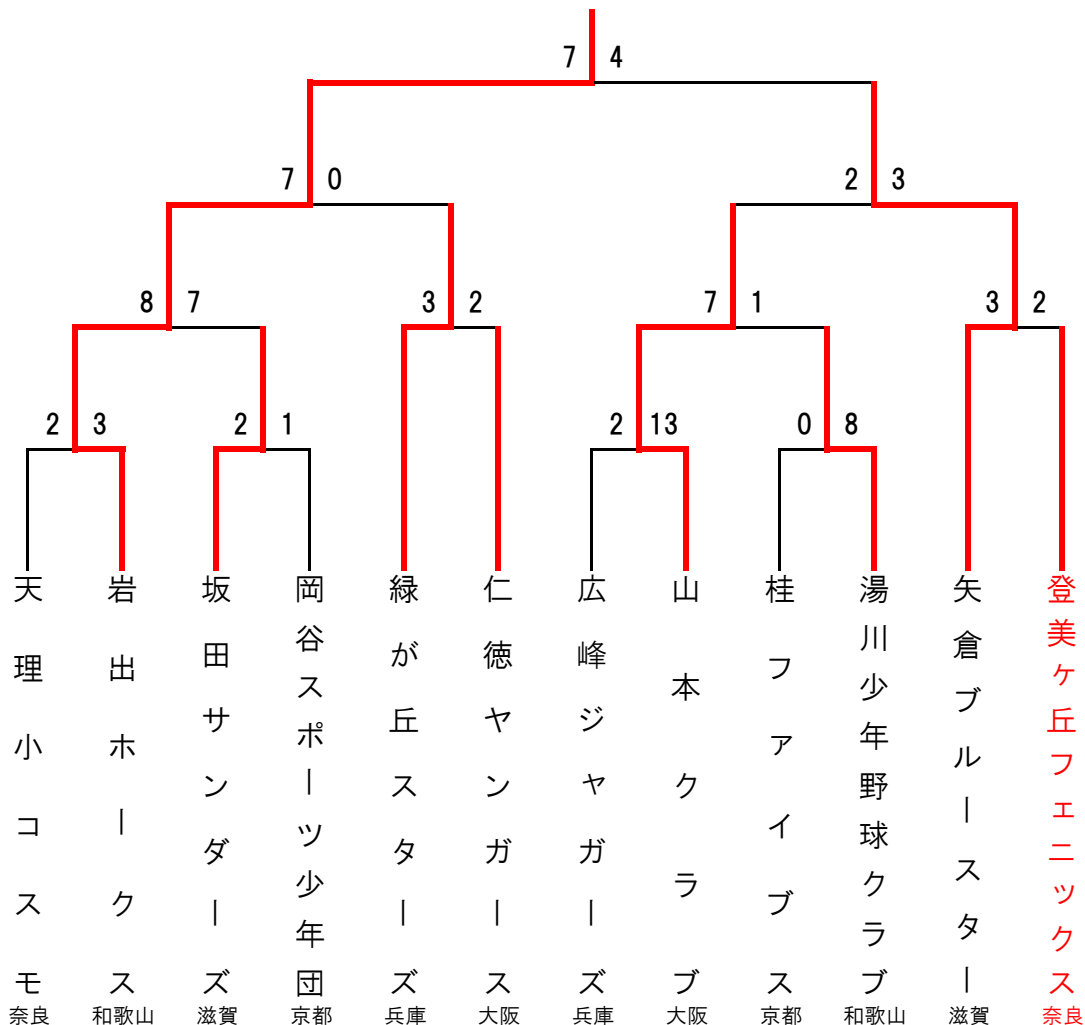 7 4
7 0
2 3
8 7
3 2
7 1
3 2
2 3
2 1
2 13
0 8
天理小コスモ
岩出ホークス
坂田サンダーズ
岡谷スポーツ少年団
緑が丘スターズ
仁徳ヤンガース
広峰ジャガーズ
山本クラブ
桂ファイブス
湯川少年野球クラブ
矢倉ブルースター
登美ヶ丘フェニックス
奈良 和歌山 滋賀 京都 兵庫 大阪 兵庫 大阪 京都 和歌山 滋賀 奈良